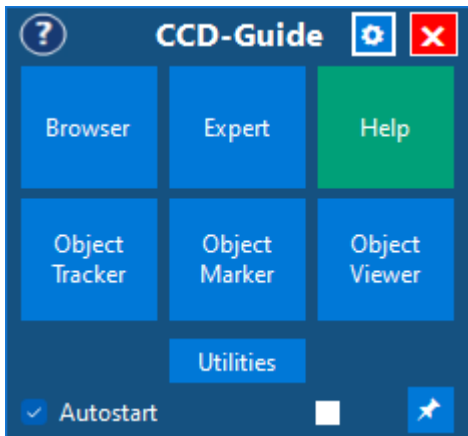 ?
CCD-Guide
Browser
Expert
Help
Object
Tracker
Object
Marker
Object
Viewer
Utilities
Autostart